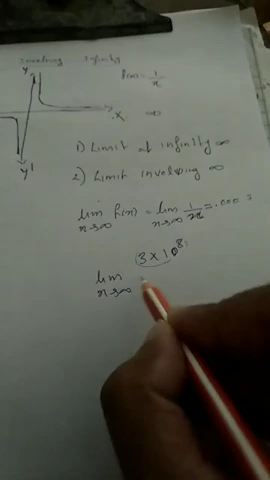 Involving Infinity
y
f(x) = 1/x
x
∞
y'
1) Limit at infinity ∞
2) Limit involving ∞
lim x→∞ f(x) = lim x→∞ 1/x = .000
3 × 10^8
lim x→∞ =